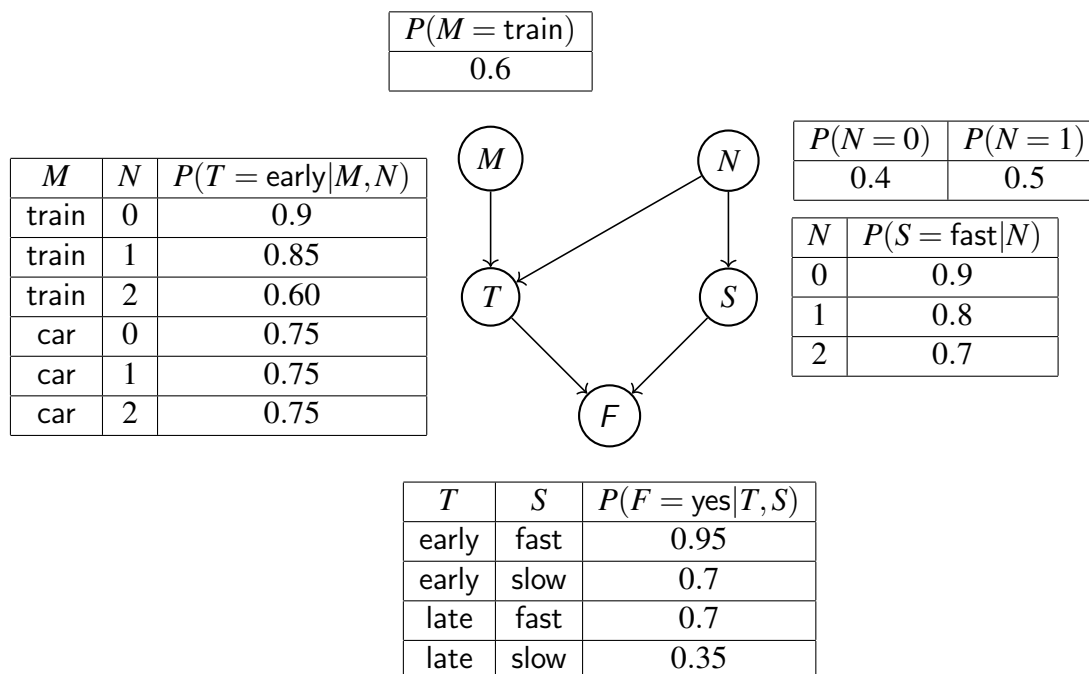 P(M = train)
0.6
M
N
P(N = 0) P(N = 1)
0.4 0.5
M N P(T = early|M,N)
train 0 0.9
train 1 0.85
train 2 0.60
car 0 0.75
car 1 0.75
car 2 0.75
N P(S = fast|N)
0 0.9
1 0.8
2 0.7
T
S
F
T S P(F = yes|T,S)
early fast 0.95
early slow 0.7
late fast 0.7
late slow 0.35